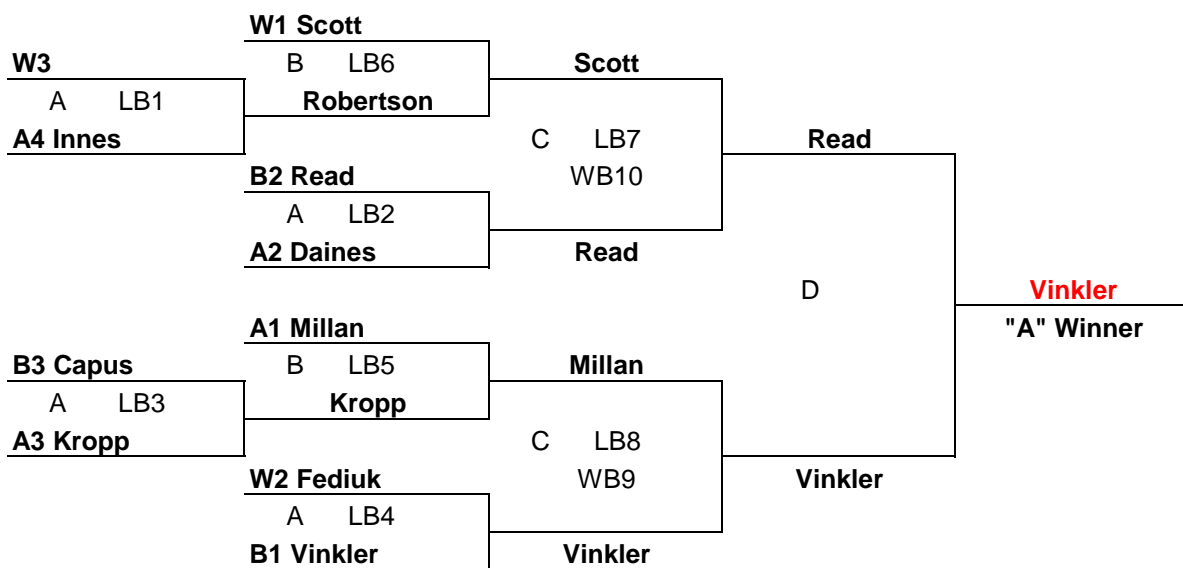 W1 Scott
W3 B LB6 Scott
A LB1 Robertson
A4 Innes C LB7 Read
B2 Read WB10
A LB2
A2 Daines Read
D Vinkler
A1 Millan "A" Winner
B3 Capus B LB5 Millan
A LB3 Kropp
A3 Kropp C LB8
W2 Fediuk WB9 Vinkler
A LB4
B1 Vinkler Vinkler